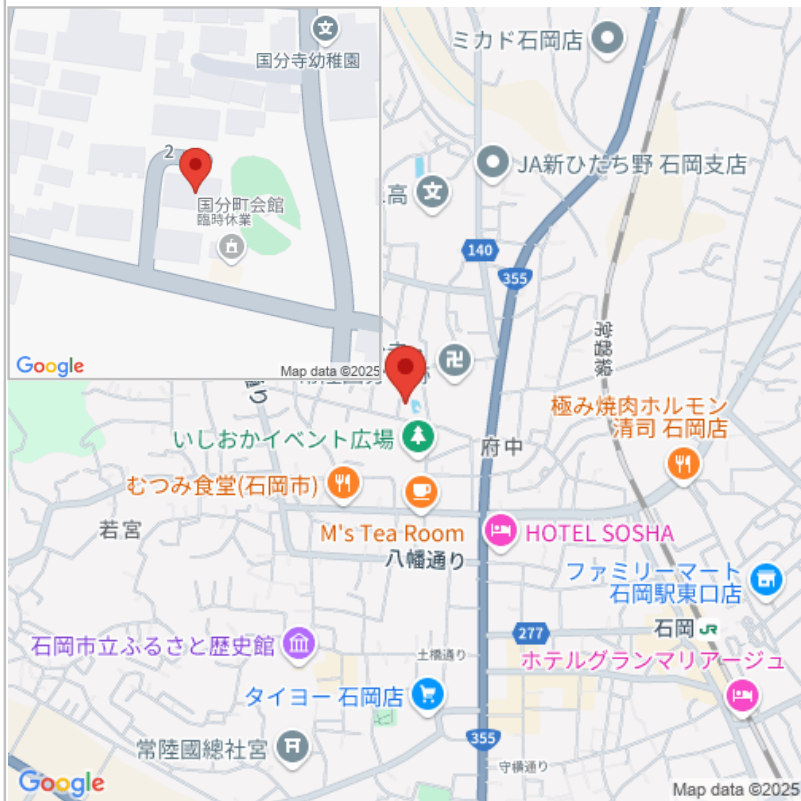 国分寺幼稚園
2
国分町会館
臨時休業
Google
Map data ©2025
ミカド石岡店
JA新ひたち野 石岡支店
高
140
355
常磐線
極み焼肉ホルモン
清司 石岡店
いしおかイベント広場
府中
むつみ食堂(石岡市)
若宮
M's Tea Room
HOTEL SOSHA
八幡通り
ファミリーマート
石岡駅東口店
277
石岡 JR
石岡市立ふるさと歴史館
土橋通り
ホテルグランマリアージュ
タイヨー 石岡店
355
常陸國總社宮
守横通り
Google
Map data ©2025